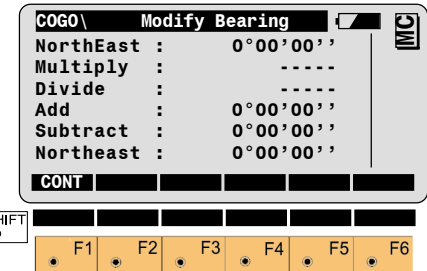 COGO\ Modify Bearing MC
NorthEast : 0°00'00''
Multiply : -----
Divide : -----
Add : 0°00'00''
Subtract : 0°00'00''
Northeast : 0°00'00''
CONT
HIFT
F1 F2 F3 F4 F5 F6